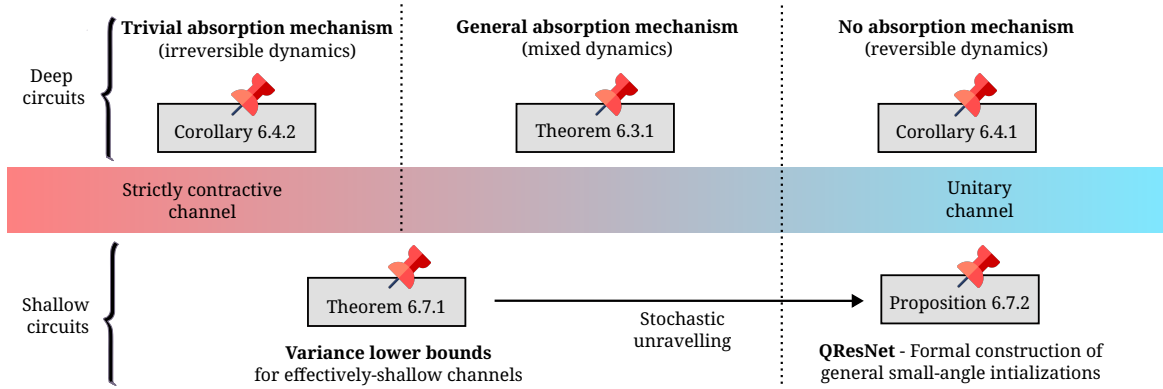 Trivial absorption mechanism
(irreversible dynamics)
General absorption mechanism
(mixed dynamics)
No absorption mechanism
(reversible dynamics)
Deep
circuits
Corollary 6.4.2
Theorem 6.3.1
Corollary 6.4.1
Strictly contractive
channel
Unitary
channel
Shallow
circuits
Theorem 6.7.1
Stochastic
unravelling
Proposition 6.7.2
Variance lower bounds
for effectively-shallow channels
QResNet - Formal construction of
general small-angle intializations